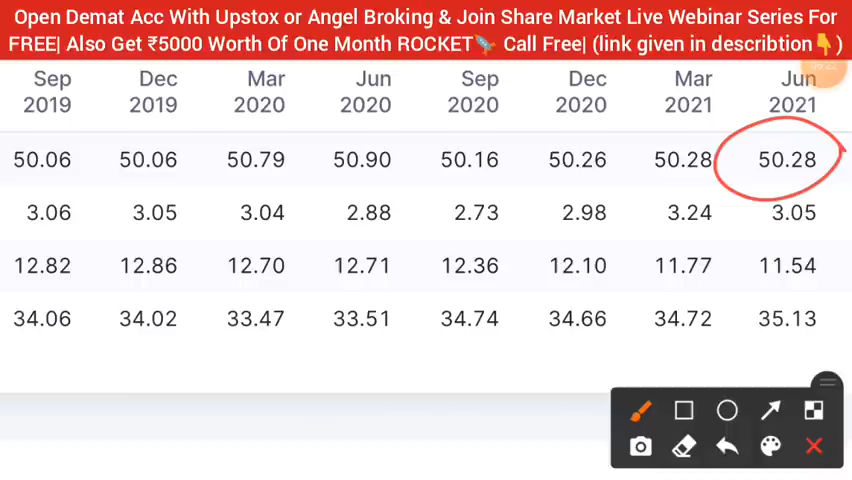 Open Demat Acc With Upstox or Angel Broking & Join Share Market Live Webinar Series For
FREE| Also Get ₹5000 Worth Of One Month ROCKET🚀 Call Free| (link given in describtion👇)
Sep Dec Mar Jun Sep Dec Mar Jun
2019 2019 2020 2020 2020 2020 2021 2021
50.06 50.06 50.79 50.90 50.16 50.26 50.28 50.28
3.06 3.05 3.04 2.88 2.73 2.98 3.24 3.05
12.82 12.86 12.70 12.71 12.36 12.10 11.77 11.54
34.06 34.02 33.47 33.51 34.74 34.66 34.72 35.13